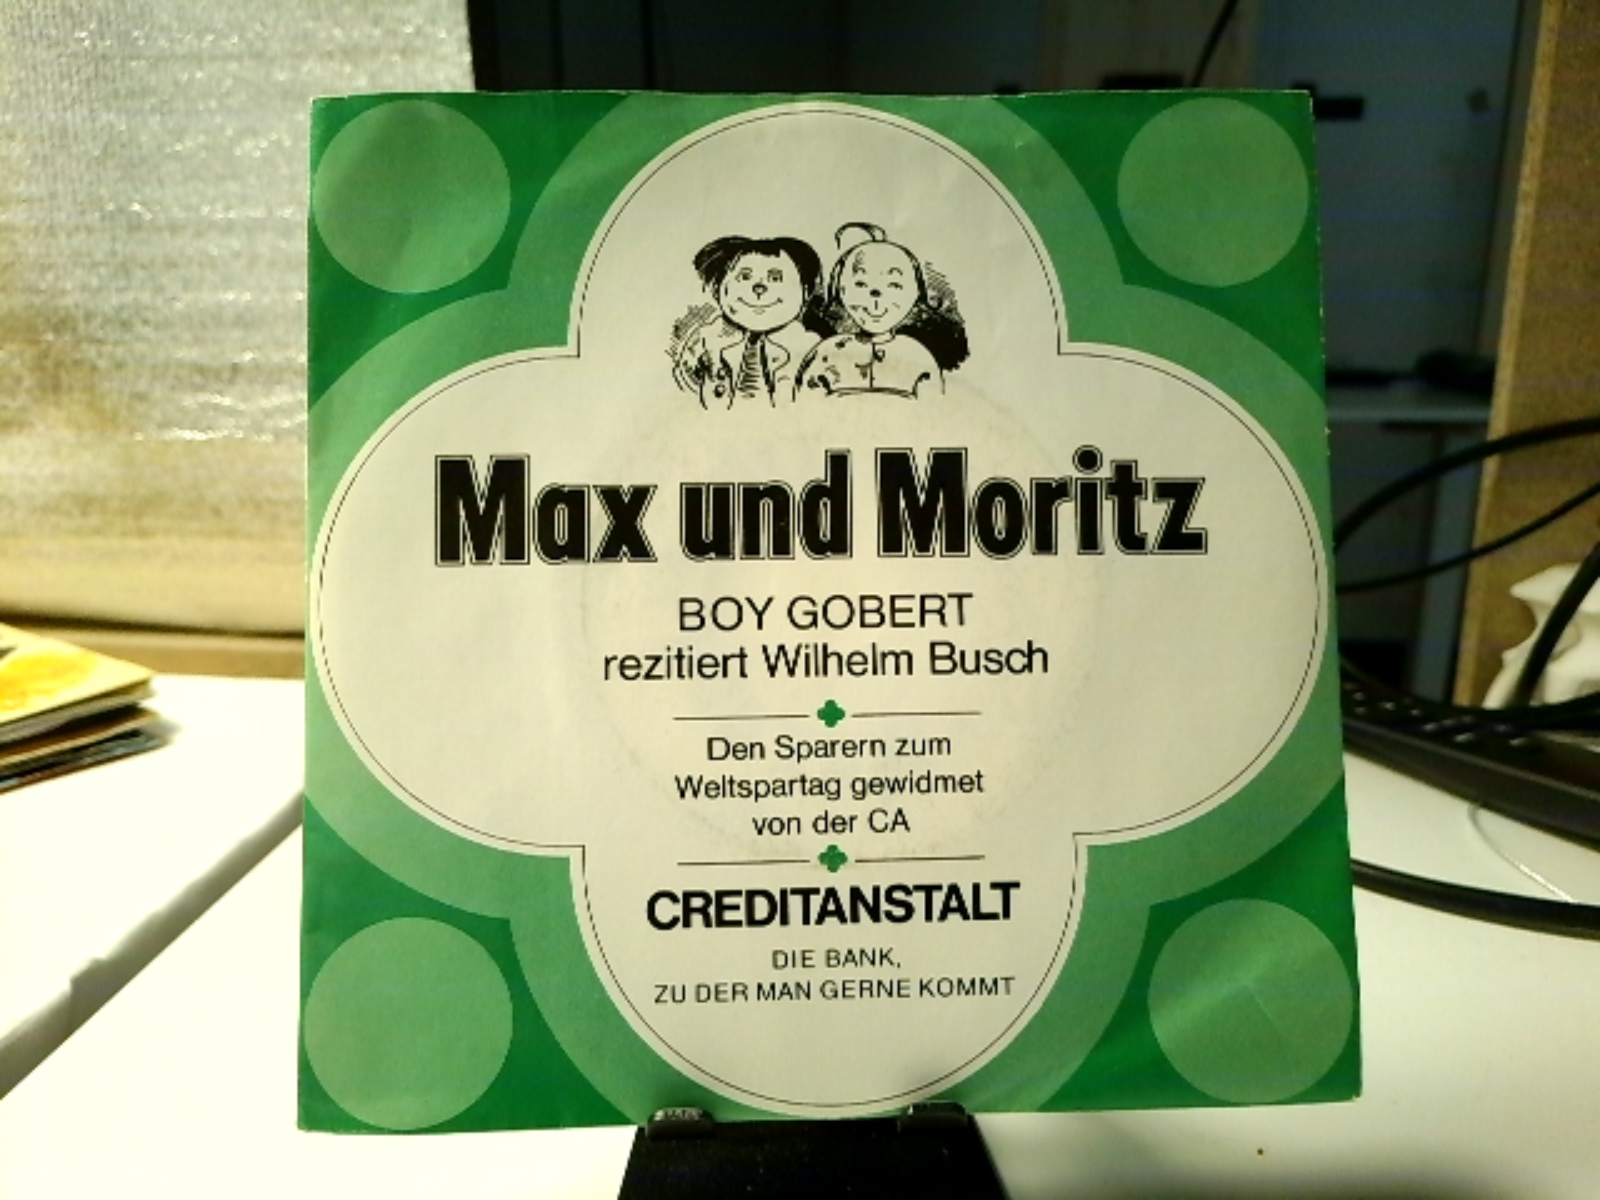 Max und Moritz
BOY GOBERT
rezitiert Wilhelm Busch
Den Sparern zum
Weltspartag gewidmet
von der CA
CREDITANSTALT
DIE BANK,
ZU DER MAN GERNE KOMMT